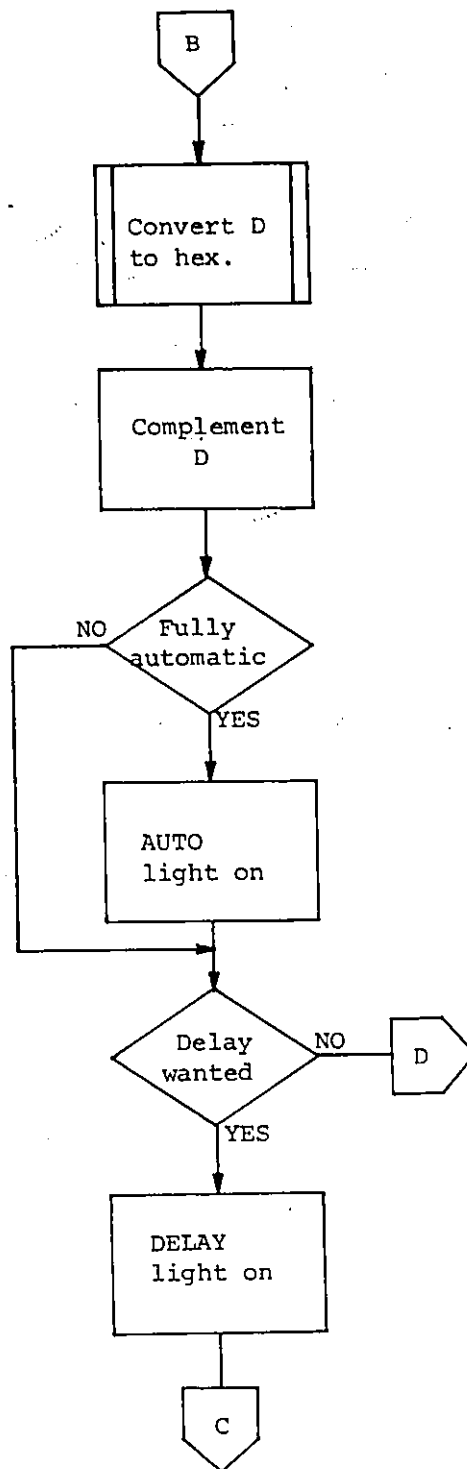 B
Convert D
to hex.
Complement
D
NO
Fully
automatic
YES
AUTO
light on
Delay
wanted
NO
D
YES
DELAY
light on
C